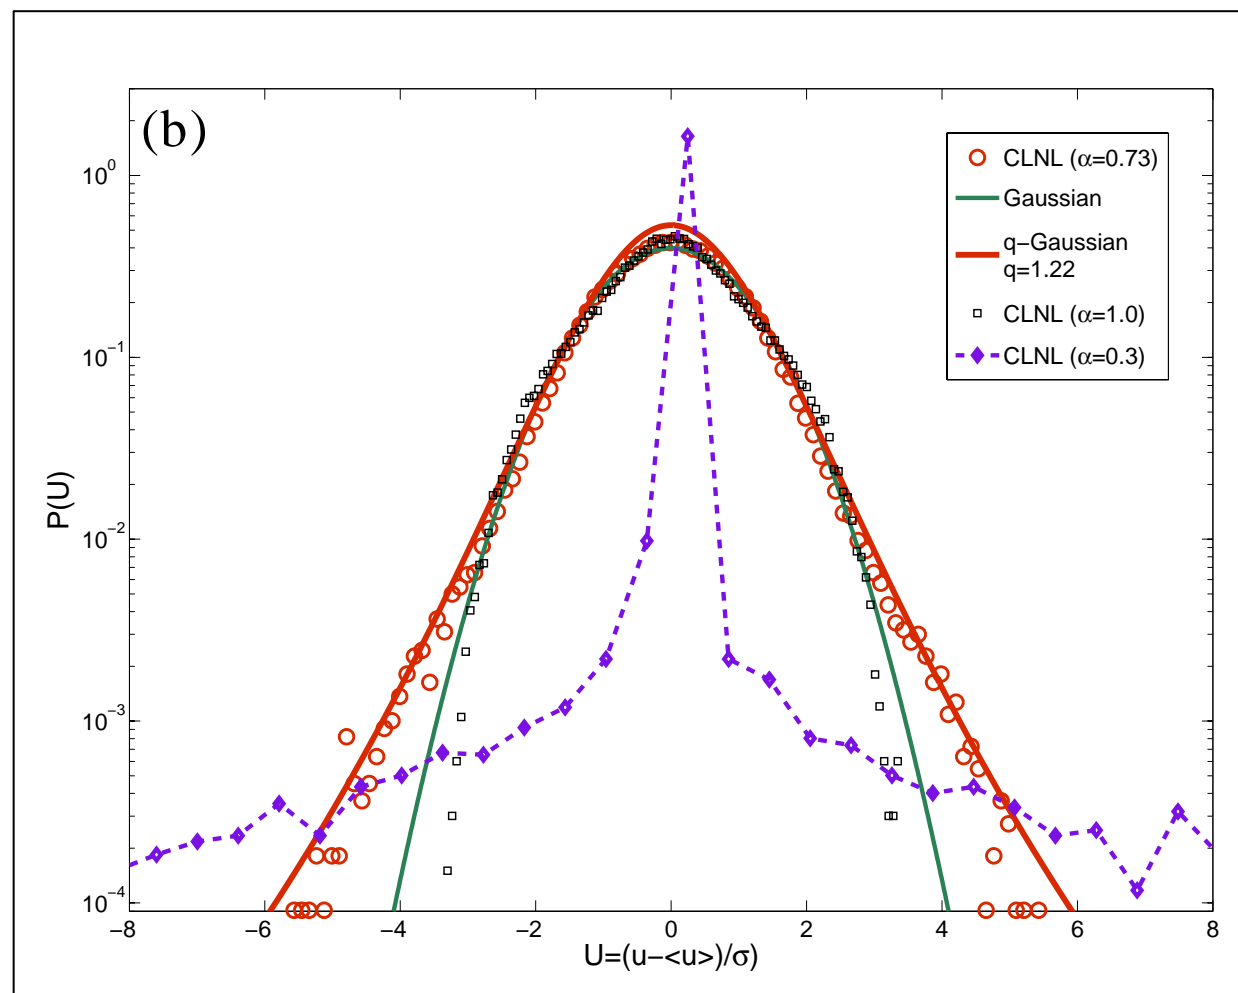 (b)
CLNL (α=0.73)
Gaussian
q−Gaussian
q=1.22
CLNL (α=1.0)
CLNL (α=0.3)
P(U)
10^0
10^−1
10^−2
10^−3
10^−4
−8 −6 −4 −2 0 2 4 6 8
U=(u−<u>)/σ)